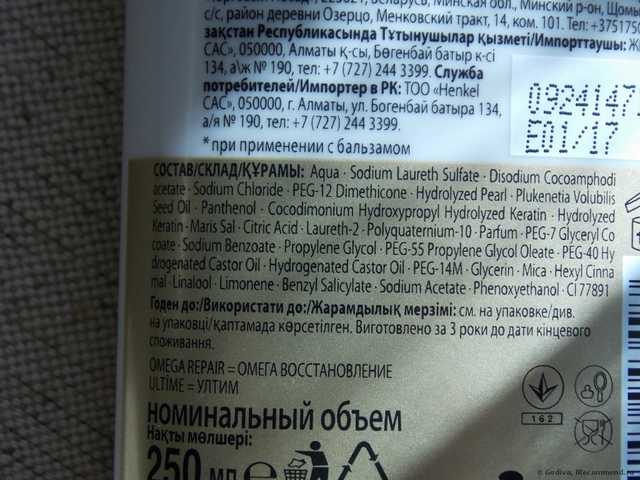 Беларусь, Минская обл., Минский р-он, Щомы
с/с, район деревни Озерцо, Менковский тракт, 14, ком. 101. Тел.: +375175
зақстан Республикасында Тұтынушылар қызметі/Импорттаушы:
САС», 050000, Алматы қ-сы, Бөгенбай батыр к-сі
134, а\ж № 190, тел: +7 (727) 244 3399. Служба
потребителей/Импортер в РК: ТОО «Henkel
САС», 050000, г. Алматы, ул. Богенбай батыра 134,
а/я № 190, тел: +7 (727) 244 3399.
*при применении с бальзамом
0924147
E01/17
СОСТАВ/СКЛАД/ҚҰРАМЫ: Aqua · Sodium Laureth Sulfate · Disodium Cocoamphodi
acetate · Sodium Chloride · PEG-12 Dimethicone · Hydrolyzed Pearl · Plukenetia Volubilis
Seed Oil · Panthenol · Cocodimonium Hydroxypropyl Hydrolyzed Keratin · Hydrolyzed
Keratin · Maris Sal · Citric Acid · Laureth-2 · Polyquaternium-10 · Parfum · PEG-7 Glyceryl Co
coate · Sodium Benzoate · Propylene Glycol · PEG-55 Propylene Glycol Oleate · PEG-40 Hy
drogenated Castor Oil · Hydrogenated Castor Oil · PEG-14M · Glycerin · Mica · Hexyl Cinna
mal · Linalool · Limonene · Benzyl Salicylate · Sodium Acetate · Phenoxyethanol · CI 77891
Годен до:/Використати до:/Жарамдылық мерзімі: см. на упаковке/див.
на упаковці/қаптамада көрсетілген. Виготовлено за 3 роки до дати кінцевого
споживання.
OMEGA REPAIR = ОМЕГА ВОССТАНОВЛЕНИЕ
ULTÎME = УЛТИМ
162
номинальный объем
Нақты мөлшері:
250 мл
© Godiva, IRecommend.ru